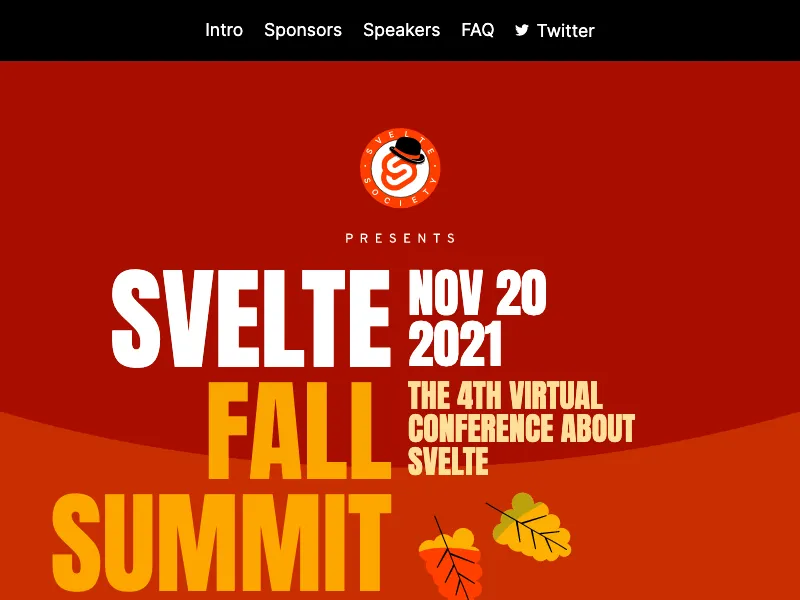 Intro Sponsors Speakers FAQ Twitter
SVELTE SOCIETY
PRESENTS
SVELTE
FALL
SUMMIT
NOV 20
2021
THE 4TH VIRTUAL
CONFERENCE ABOUT
SVELTE